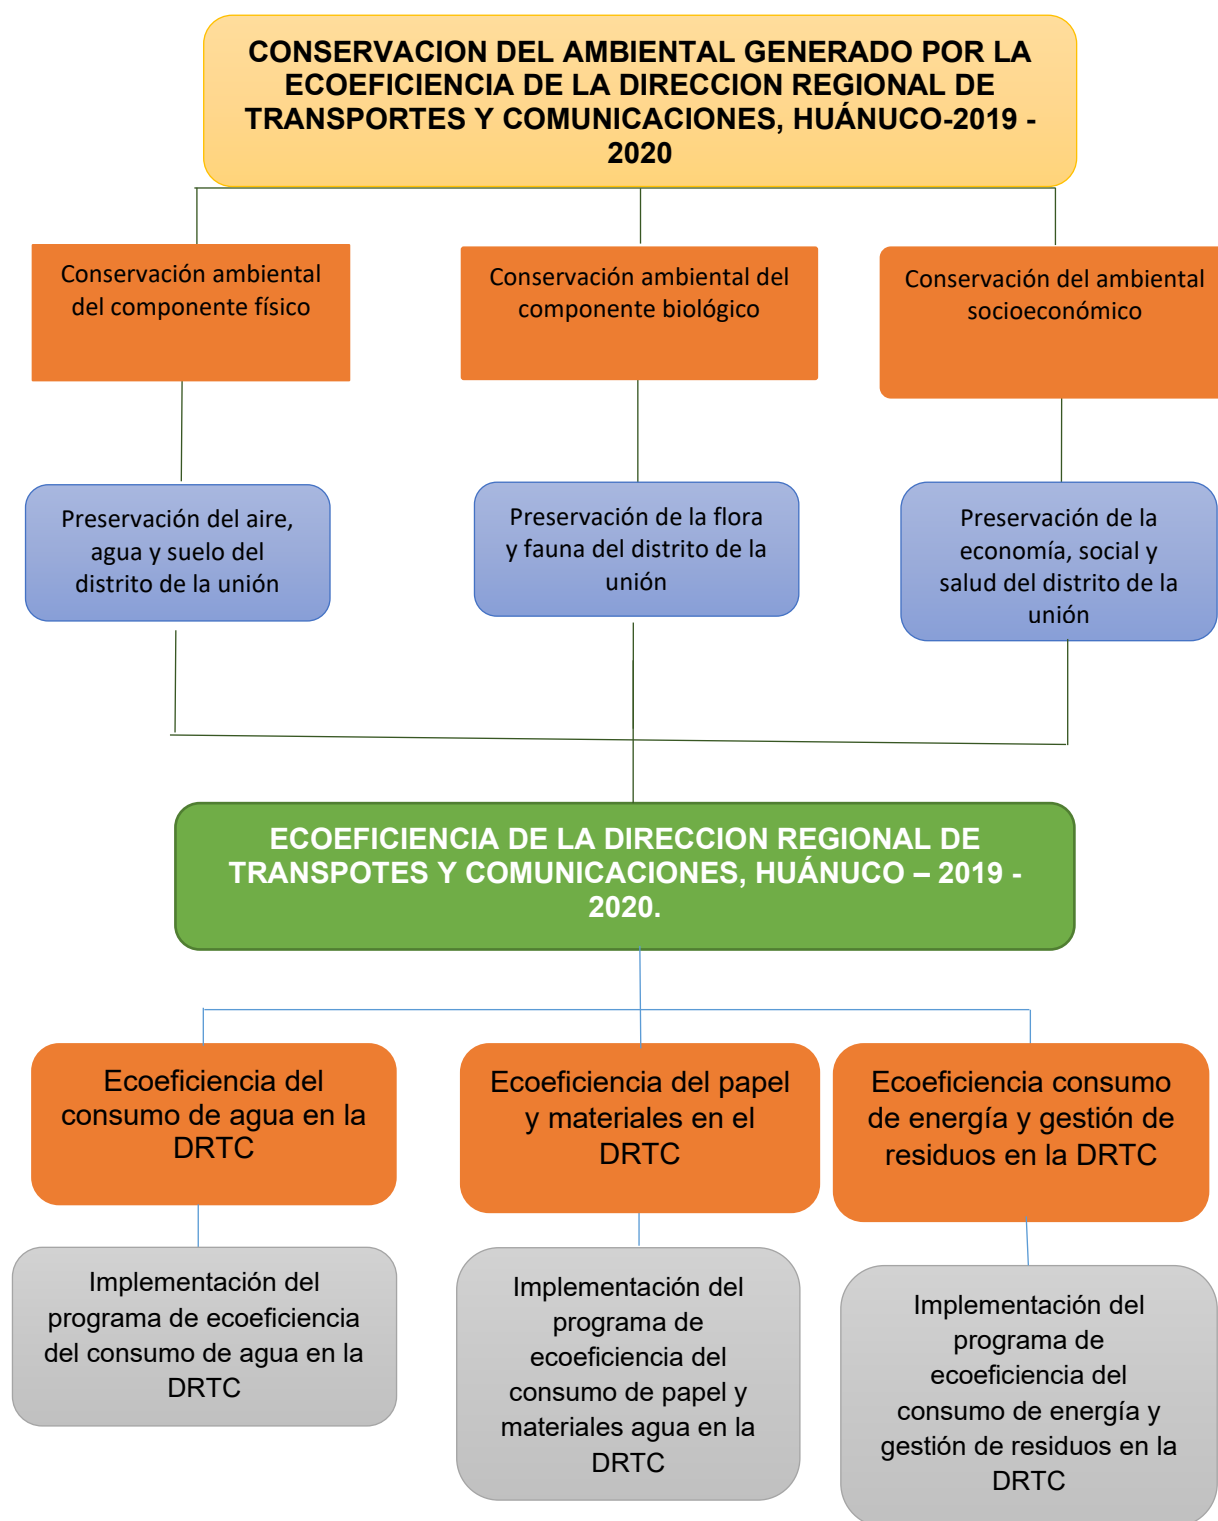 CONSERVACION DEL AMBIENTAL GENERADO POR LA
ECOEFICIENCIA DE LA DIRECCION REGIONAL DE
TRANSPORTES Y COMUNICACIONES, HUÁNUCO-2019 -
2020
Conservación ambiental
del componente físico
Conservación ambiental del
componente biológico
Conservación del ambiental
socioeconómico
Preservación del aire,
agua y suelo del
distrito de la unión
Preservación de la flora
y fauna del distrito de la
unión
Preservación de la
economía, social y
salud del distrito de la
unión
ECOEFICIENCIA DE LA DIRECCION REGIONAL DE
TRANSPOTES Y COMUNICACIONES, HUÁNUCO – 2019 -
2020.
Ecoeficiencia del
consumo de agua en la
DRTC
Ecoeficiencia del papel
y materiales en el
DRTC
Ecoeficiencia consumo
de energía y gestión de
residuos en la DRTC
Implementación del
programa de ecoeficiencia
del consumo de agua en la
DRTC
Implementación del
programa de
ecoeficiencia del
consumo de papel y
materiales agua en la
DRTC
Implementación del
programa de
ecoeficiencia del
consumo de energía y
gestión de residuos en la
DRTC